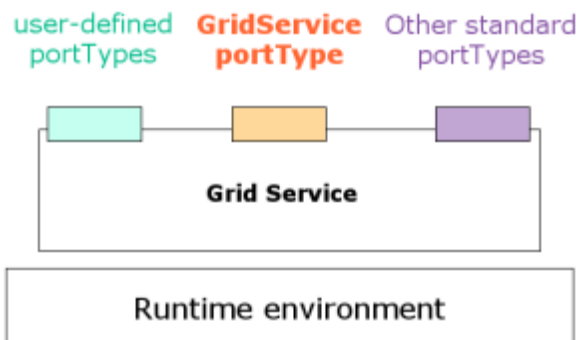 user-defined
portTypes
GridService
portType
Other standard
portTypes
Grid Service
Runtime environment